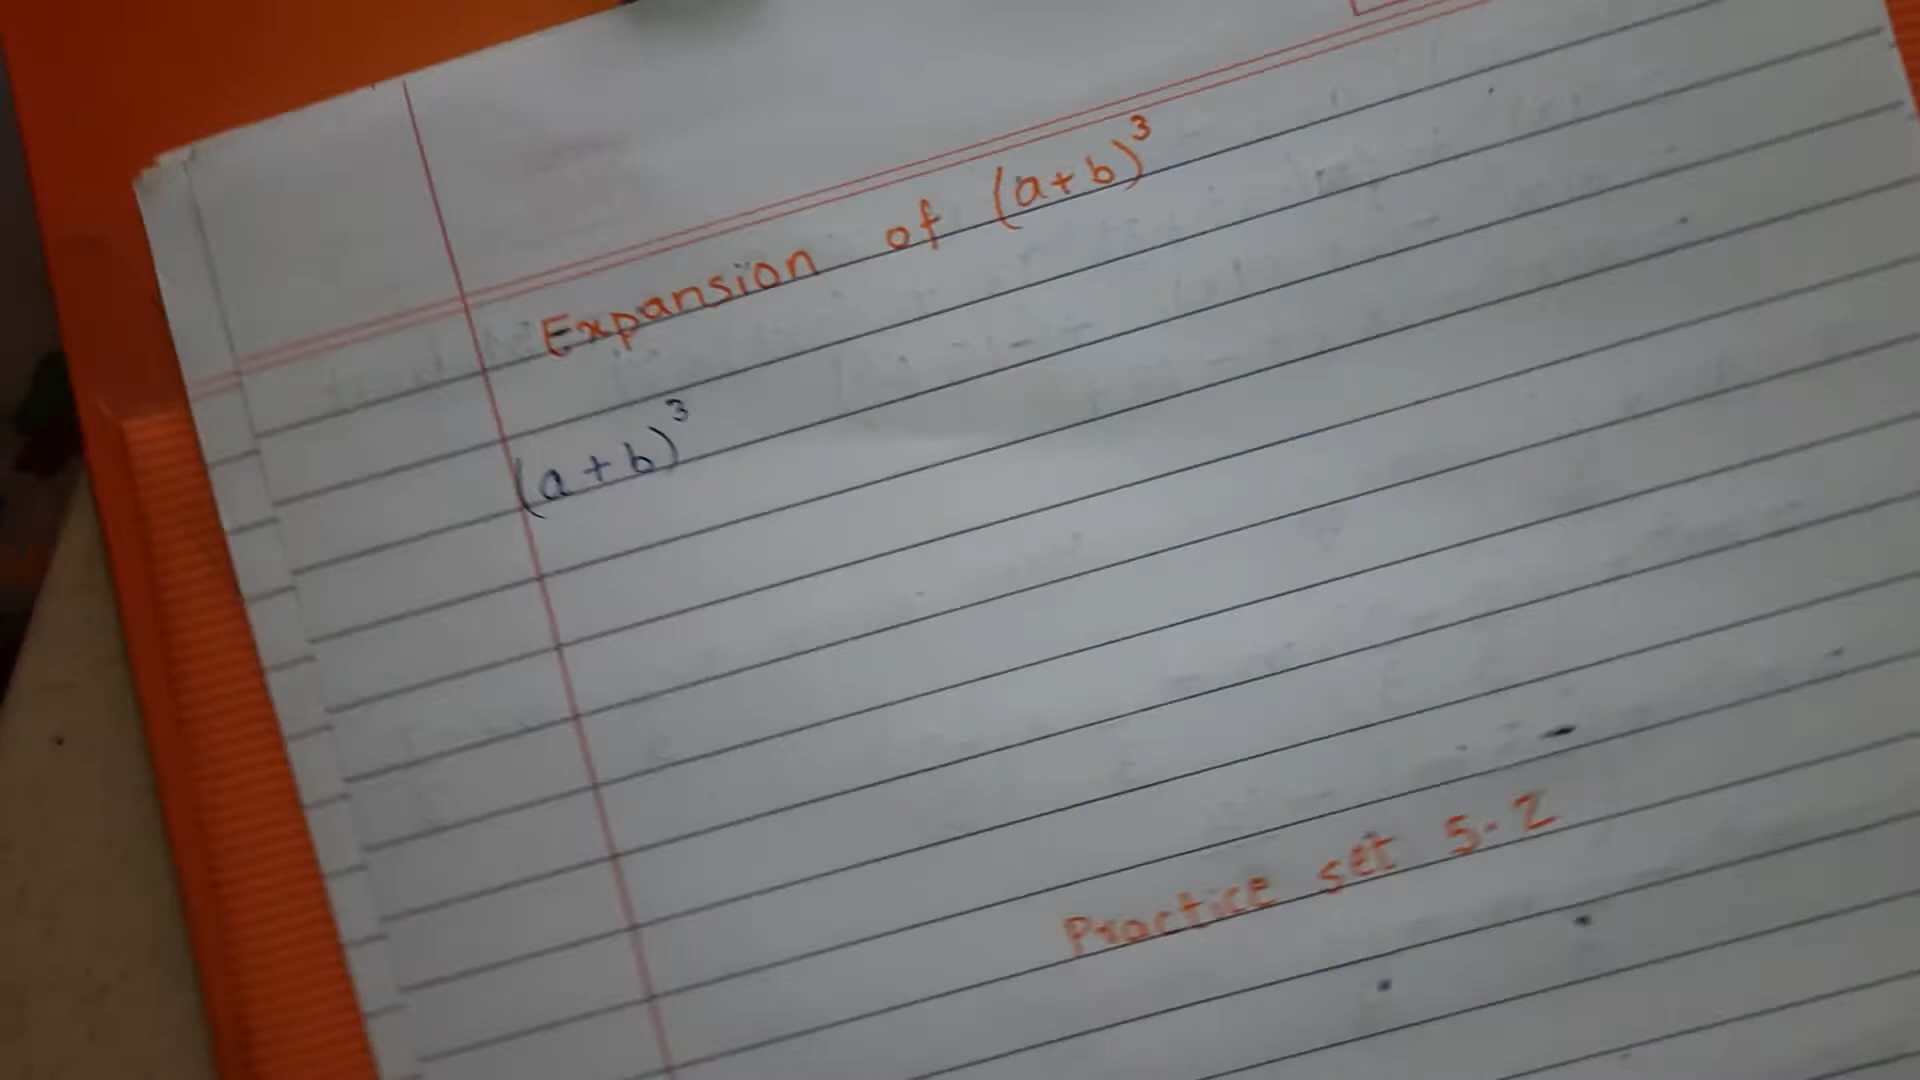 Expansion of (a+b)³
(a+b)³
Practice set 5.2